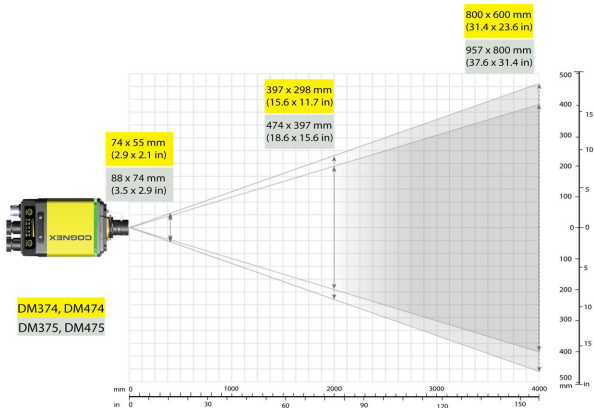 800 x 600 mm
(31.4 x 23.6 in)
957 x 800 mm
(37.6 x 31.4 in)
397 x 298 mm
(15.6 x 11.7 in)
474 x 397 mm
(18.6 x 15.6 in)
74 x 55 mm
(2.9 x 2.1 in)
88 x 74 mm
(3.5 x 2.9 in)
COGNEX
DM374, DM474
DM375, DM475
500
400
300
200
100
0
100
200
300
400
500
mm
15
10
5
0
5
10
15
in
mm 0 1000 2000 3000 4000
in 0 30 60 90 120 150